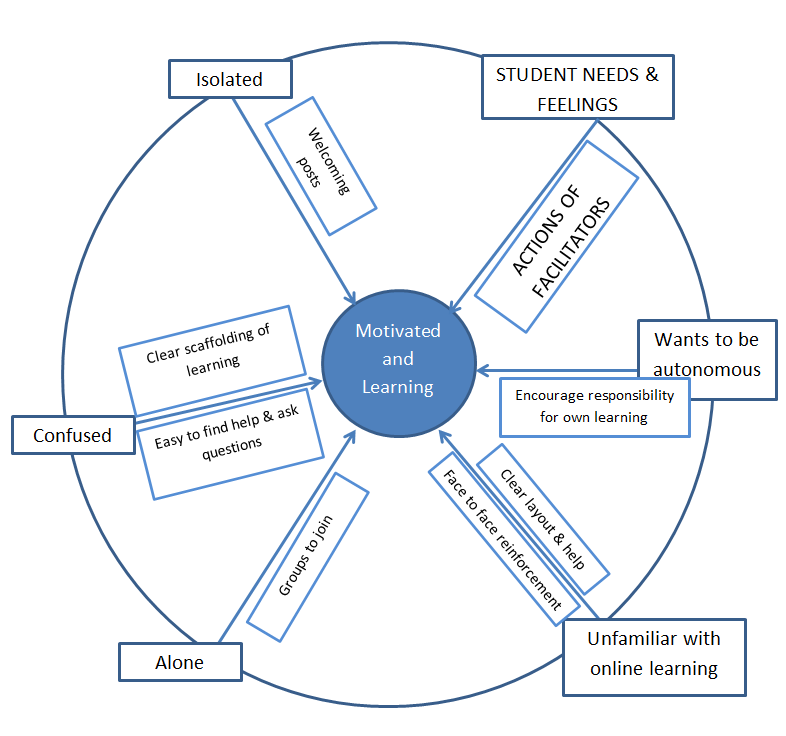 Isolated
STUDENT NEEDS &
FEELINGS
Welcoming
posts
ACTIONS OF
FACILITATORS
Motivated
and
Learning
Clear scaffolding of
learning
Wants to be
autonomous
Encourage responsibility
for own learning
Confused
Easy to find help & ask
questions
Groups to join
Face to face reinforcement
Clear layout & help
Alone
Unfamiliar with
online learning